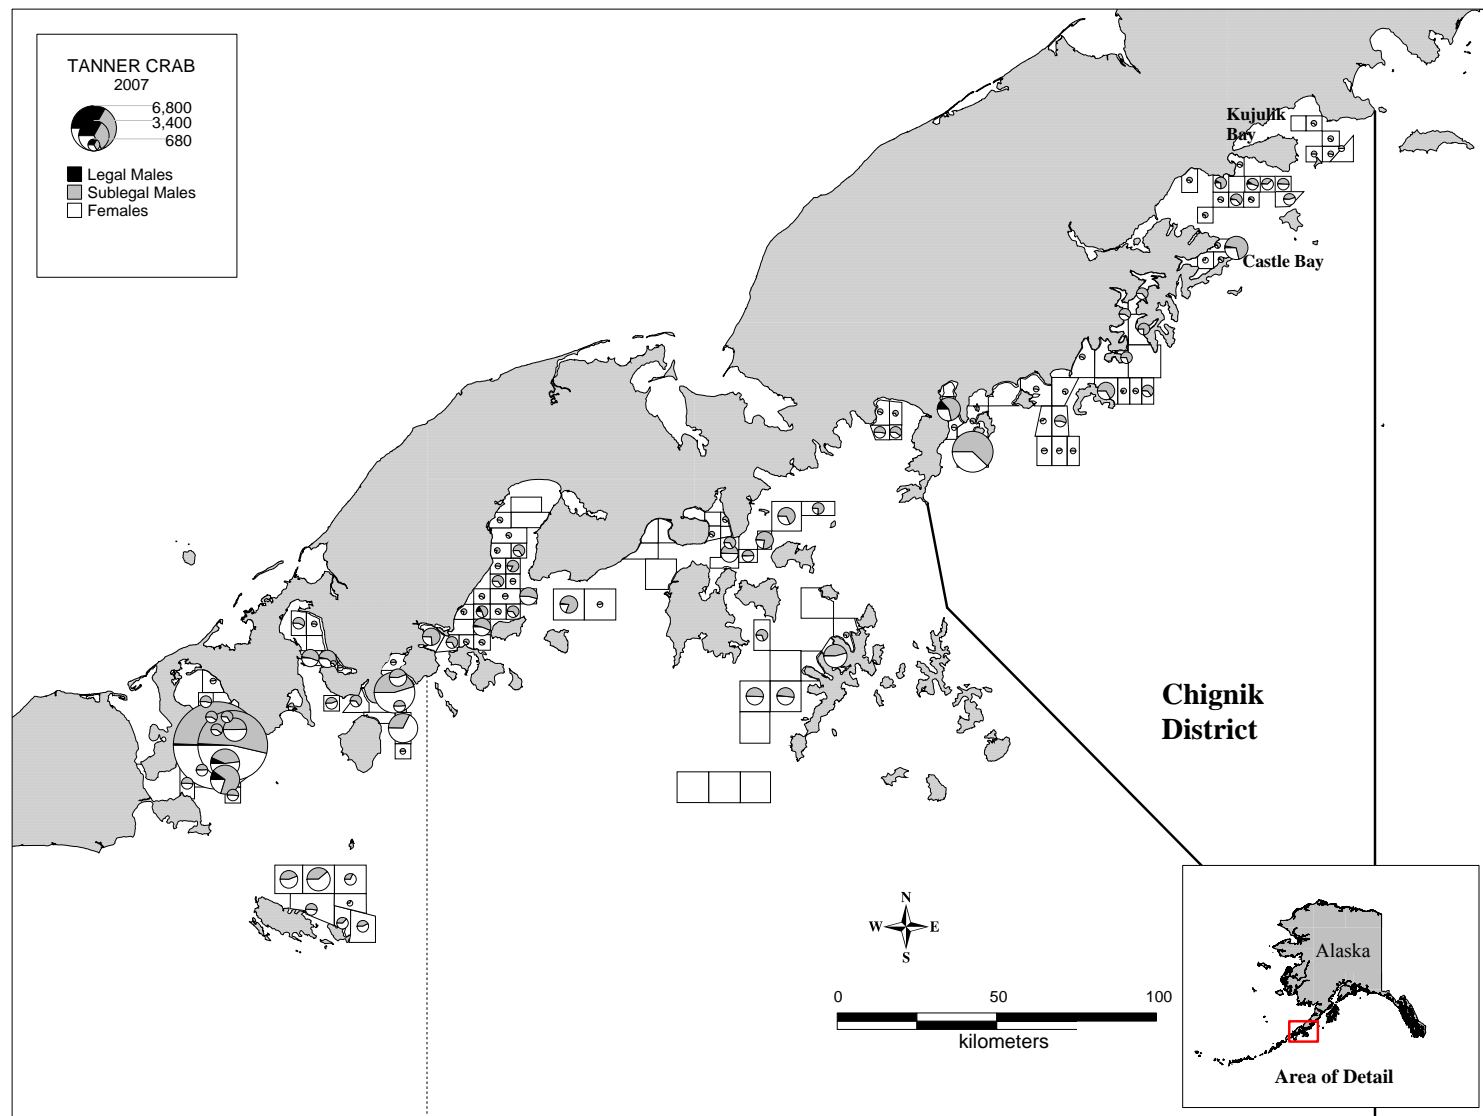 TANNER CRAB
2007
6,800
3,400
680
Legal Males
Sublegal Males
Females
Kujulik
Bay
Castle Bay
Chignik
District
N
W E
S
0 50 100
kilometers
Alaska
Area of Detail